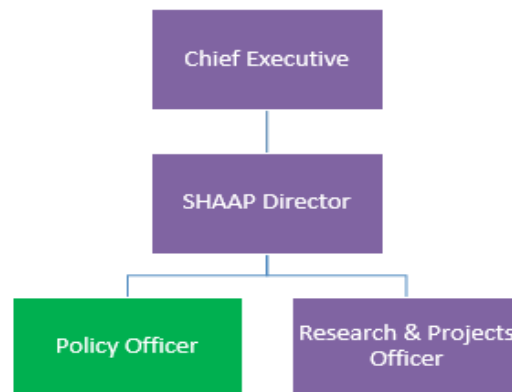 Chief Executive
SHAAP Director
Policy Officer
Research & Projects
Officer